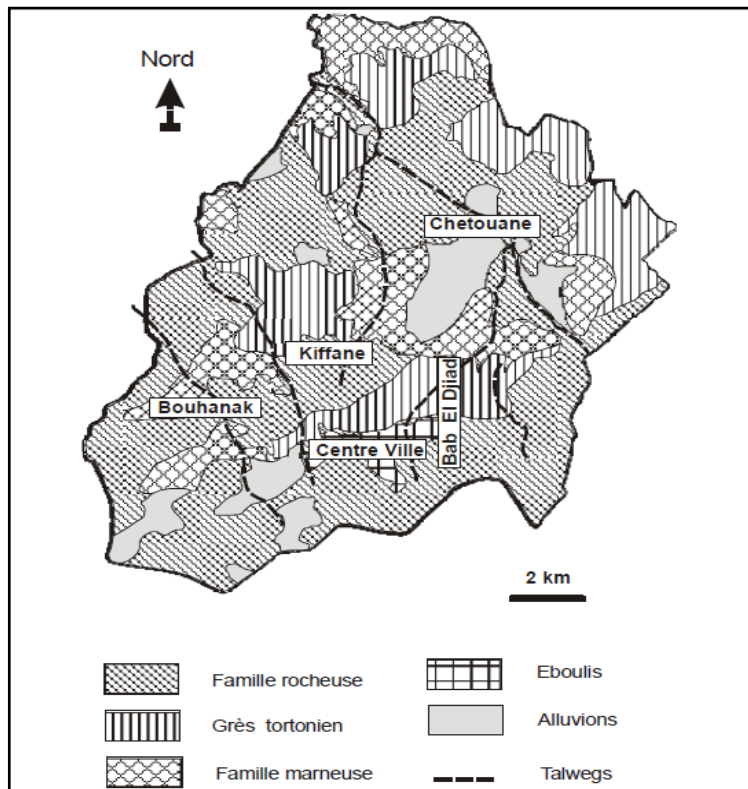 Nord
Chetouane
Kiffane
Bouhanak
Bab El Djiad
Centre Ville
2 km
Famille rocheuse
Eboulis
Grès tortonien
Alluvions
Famille marneuse
Talwegs